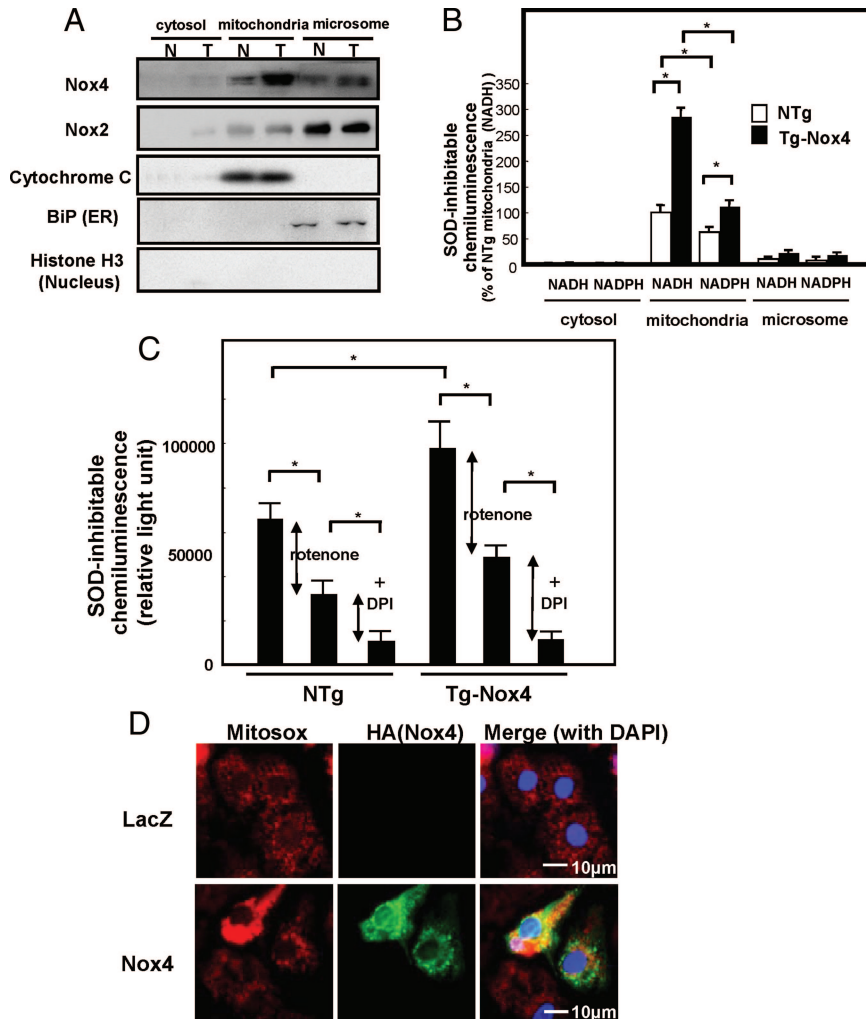 A
cytosol mitochondria microsome
N T N T N T
Nox4
Nox2
Cytochrome C
BiP (ER)
Histone H3
(Nucleus)
B
SOD-inhibitable
chemiluminescence
(% of NTg mitochondria (NADH) )
350
300
250
200
150
100
50
0
* * * *
NTg
Tg-Nox4
NADH NADPH NADH NADPH NADH NADPH
cytosol mitochondria microsome
C
SOD-inhibitable
chemiluminescence
(relative light unit)
100000
50000
0
*
* *
* *
rotenone
+
DPI
rotenone
+
DPI
NTg Tg-Nox4
D
Mitosox HA(Nox4) Merge (with DAPI)
LacZ
10μm
Nox4
10μm